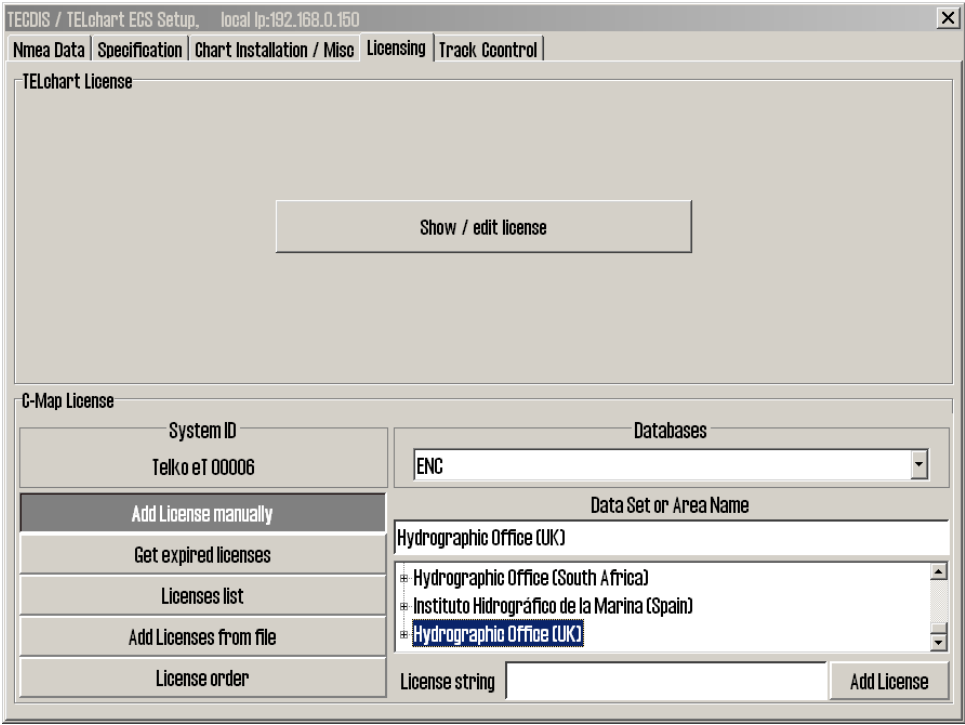 TECDIS / TELchart ECS Setup,   local ip:192.168.0.150
Nmea Data Specification Chart Installation / Misc Licensing Track Ccontrol
TELchart License
Show / edit license
C-Map License
System ID
Telko eT 00006
Add License manually
Get expired licenses
Licenses list
Add Licenses from file
License order
Databases
ENC
Data Set or Area Name
Hydrographic Office (UK)
Hydrographic Office (South Africa)
Instituto Hidrográfico de la Marina (Spain)
Hydrographic Office (UK)
License string
Add License